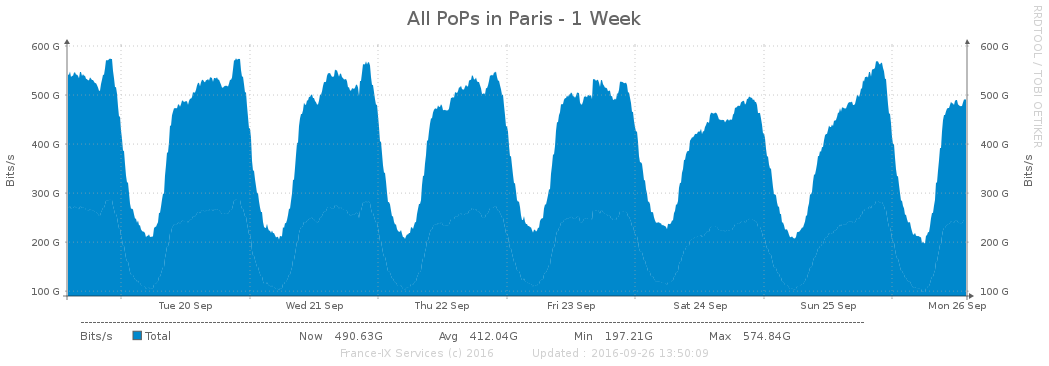 All PoPs in Paris - 1 Week
RRDTOOL / TOBI OETIKER
600 G 600 G
500 G 500 G
400 G 400 G
300 G 300 G
200 G 200 G
100 G 100 G
Bits/s
Bits/s
Tue 20 Sep Wed 21 Sep Thu 22 Sep Fri 23 Sep Sat 24 Sep Sun 25 Sep Mon 26 Sep
Bits/s Total Now 490.63G Avg 412.04G Min 197.21G Max 574.84G
France-IX Services (c) 2016 Updated : 2016-09-26 13:50:09